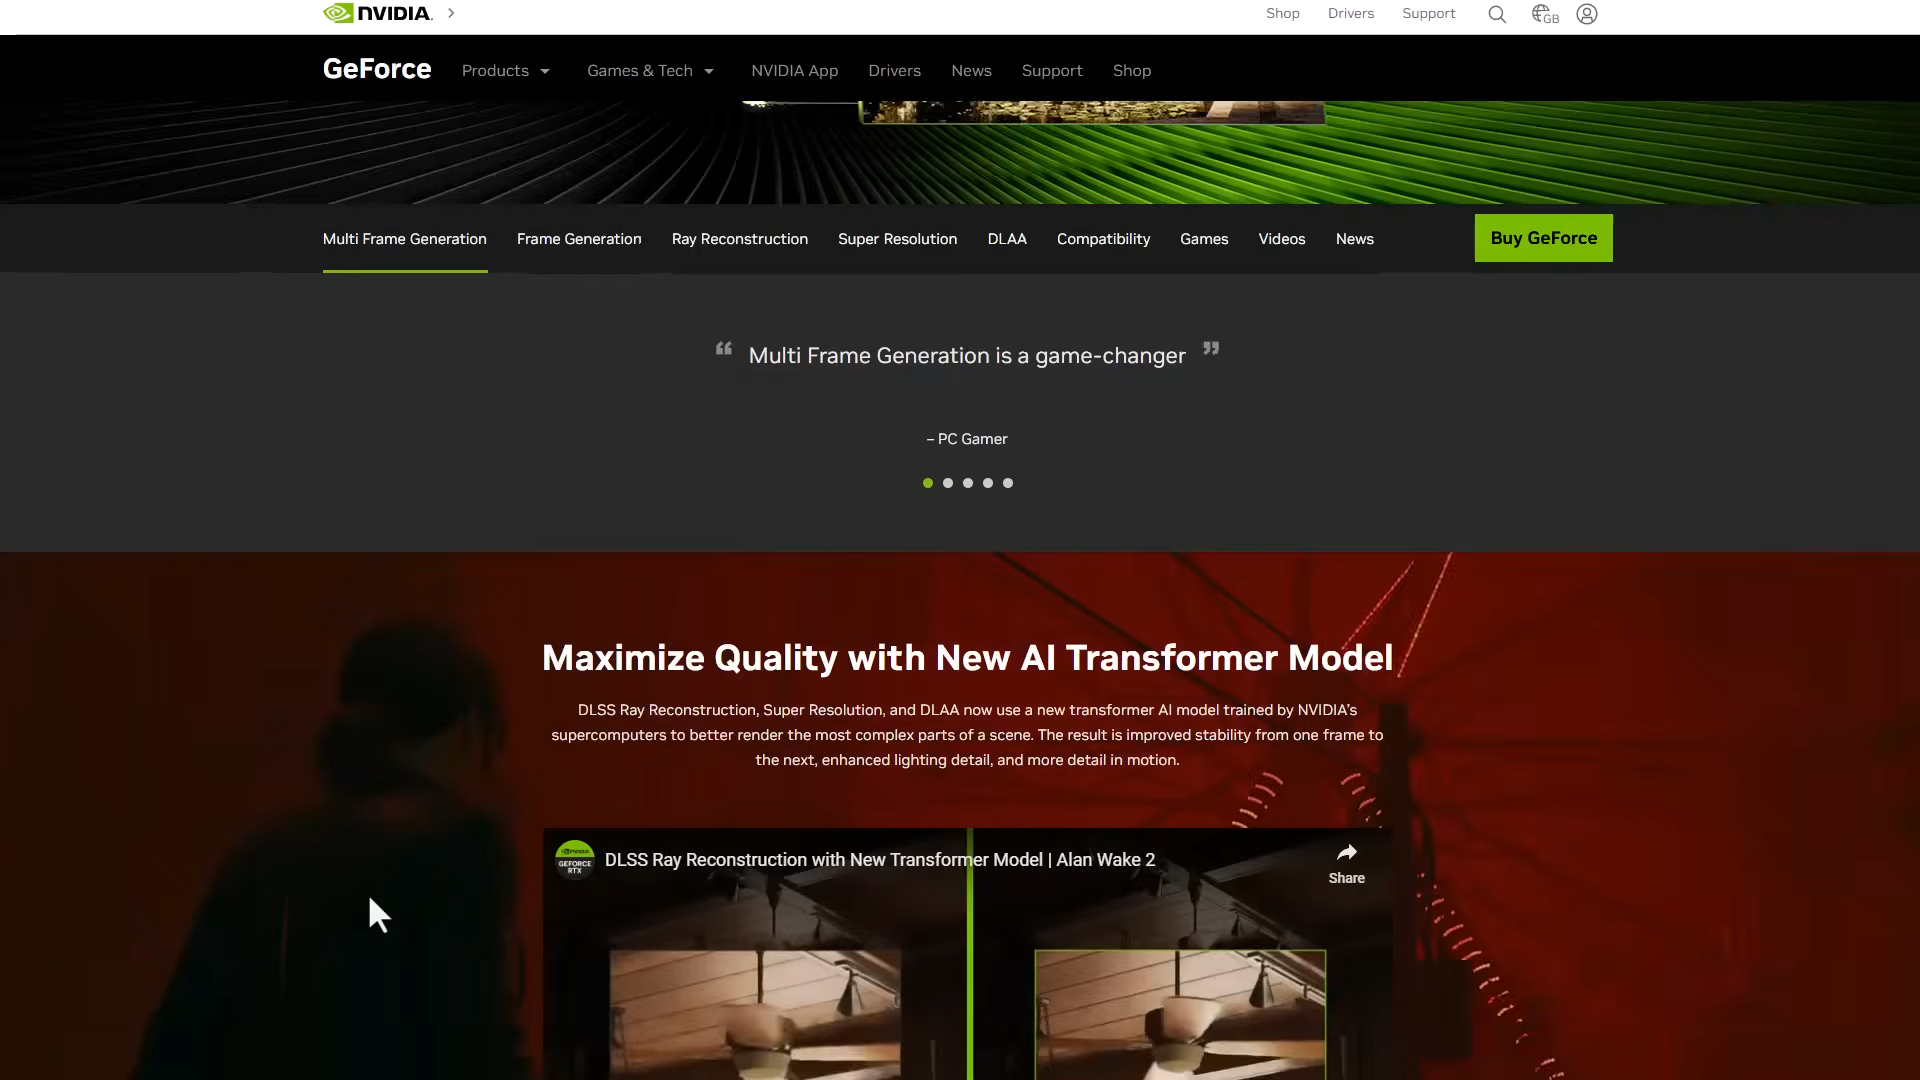 NVIDIA.
Shop Drivers Support GB
GeForce Products Games & Tech NVIDIA App Drivers News Support Shop
Multi Frame Generation Frame Generation Ray Reconstruction Super Resolution DLAA Compatibility Games Videos News Buy GeForce
“ Multi Frame Generation is a game-changer ”
– PC Gamer
Maximize Quality with New AI Transformer Model
DLSS Ray Reconstruction, Super Resolution, and DLAA now use a new transformer AI model trained by NVIDIA's
supercomputers to better render the most complex parts of a scene. The result is improved stability from one frame to
the next, enhanced lighting detail, and more detail in motion.
NVIDIA
GEFORCE
RTX
DLSS Ray Reconstruction with New Transformer Model | Alan Wake 2
Share